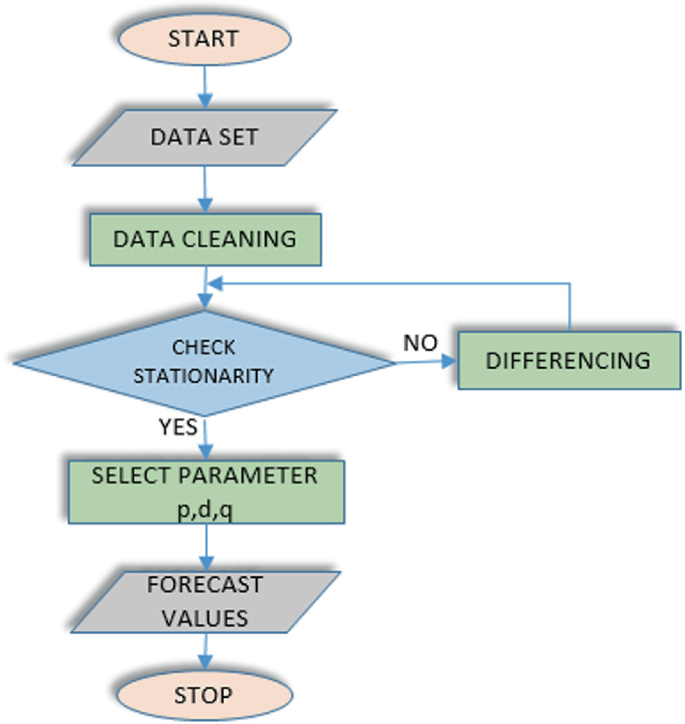 START
DATA SET
DATA CLEANING
CHECK
STATIONARITY
NO
DIFFERENCING
YES
SELECT PARAMETER
p,d,q
FORECAST
VALUES
STOP